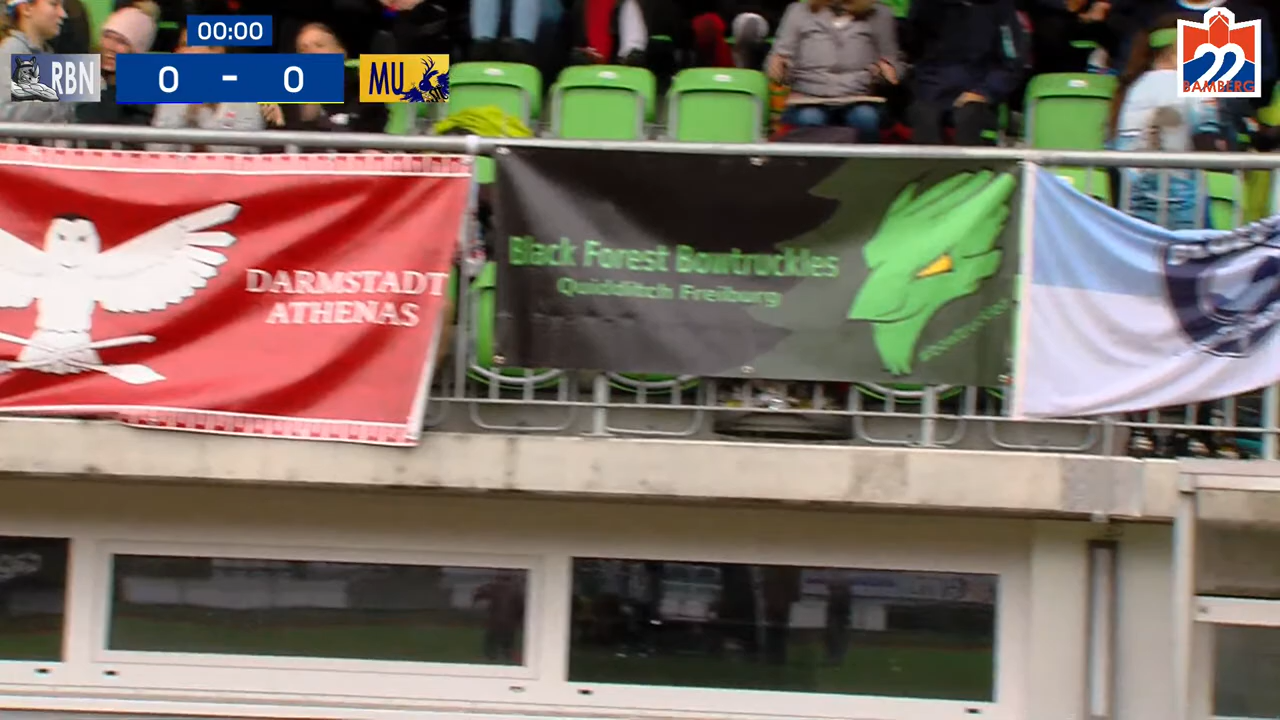 00:00
RBN
0 - 0
MU
BAMBERG
DARMSTADT
ATHENAS
Black Forest Bowtruckles
Quidditch Freiburg